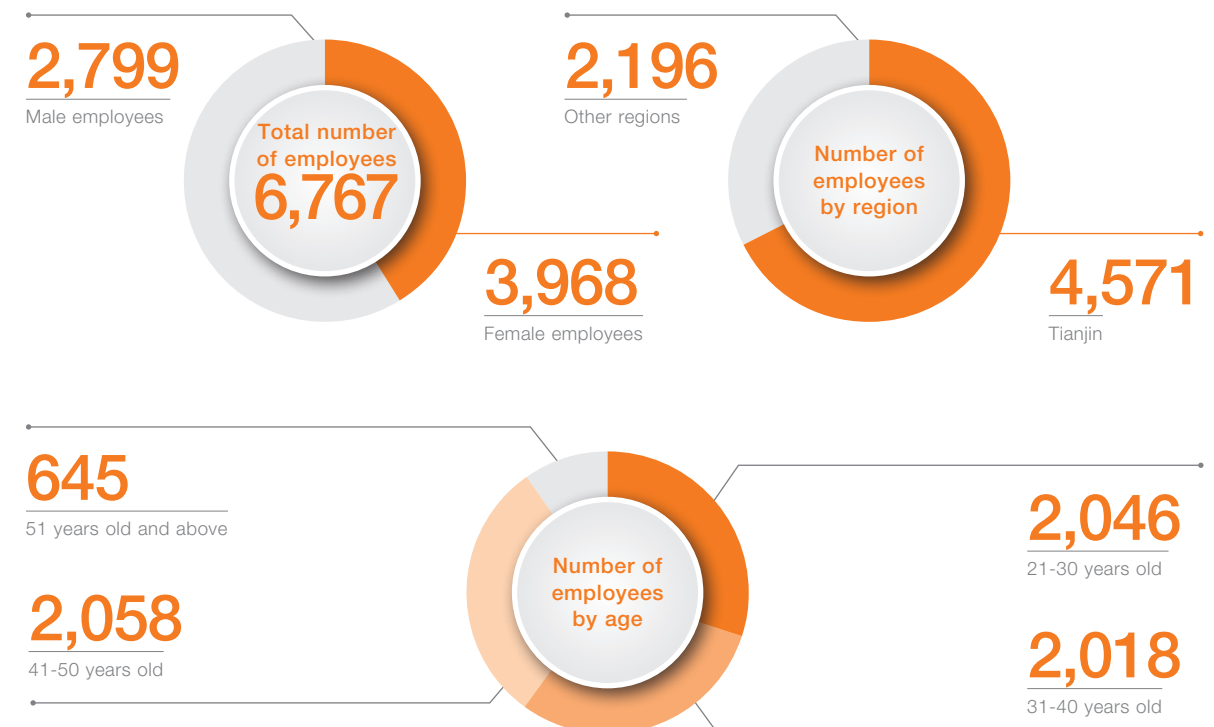 2,799
Male employees
Total number
of employees
6,767
3,968
Female employees
2,196
Other regions
Number of
employees
by region
4,571
Tianjin
645
51 years old and above
2,058
41-50 years old
Number of
employees
by age
2,046
21-30 years old
2,018
31-40 years old